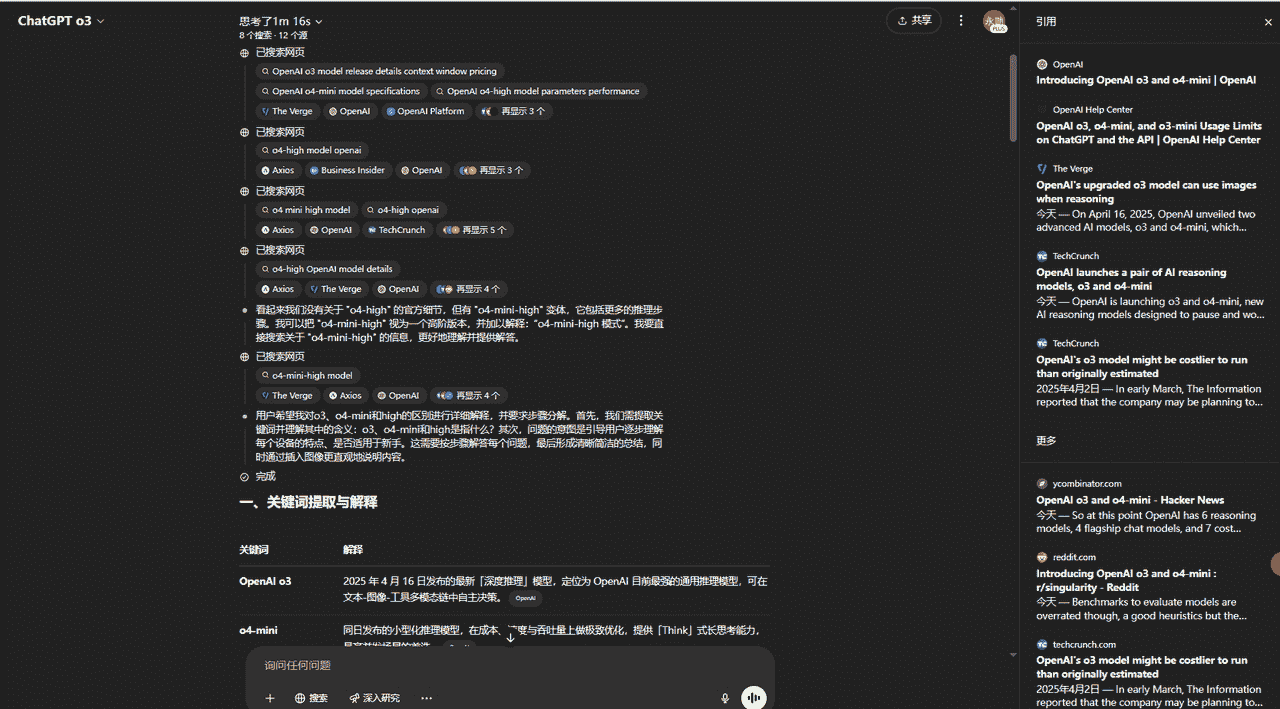 ChatGPT o3
思考了1m 16s
8 个搜索 · 12 个源
共享
PLUS
已搜索网页
OpenAI o3 model release details context window pricing
OpenAI o4-mini model specifications
OpenAI o4-high model parameters performance
The Verge
OpenAI
OpenAI Platform
再显示 3 个
已搜索网页
o4-high model openai
Axios
Business Insider
OpenAI
再显示 3 个
已搜索网页
o4 mini high model
o4-high openai
Axios
OpenAI
TechCrunch
再显示 5 个
已搜索网页
o4-high OpenAI model details
Axios
The Verge
OpenAI
再显示 4 个
看起来我们没有关于 "o4-high" 的官方细节，但有 "o4-mini-high" 变体，它包括更多的推理步
骤。我可以把 "o4-mini-high" 视为一个高阶版本，并加以解释：“o4-mini-high 模式”。我要直
接搜索关于 "o4-mini-high" 的信息，更好地理解并提供解答。
已搜索网页
o4-mini-high model
The Verge
Axios
OpenAI
再显示 4 个
用户希望我对o3、o4-mini和high的区别进行详细解释，并要求步骤分解。首先，我们需提取关
键词并理解其中的含义：o3、o4-mini和high是指什么？其次，问题的意图是引导用户逐步理解
每个设备的特点、是否适用于新手。这需要按步骤解答每个问题，最后形成清晰简洁的总结，同
时通过插入图像更直观地说明内容。
完成
一、关键词提取与解释
关键词
解释
OpenAI o3
2025 年 4 月 16 日发布的最新「深度推理」模型，定位为 OpenAI 目前最强的通用推理模型，可在
文本-图像-工具多模态链中自主决策。
OpenAI
o4-mini
同日发布的小型化推理模型，在成本、速度与吞吐量上做极致优化，提供「Think」式长思考能力，
询问任何问题
搜索
深入研究
引用
OpenAI
Introducing OpenAI o3 and o4-mini | OpenAI
OpenAI Help Center
OpenAI o3, o4-mini, and o3-mini Usage Limits
on ChatGPT and the API | OpenAI Help Center
The Verge
OpenAI's upgraded o3 model can use images
when reasoning
今天 — On April 16, 2025, OpenAI unveiled two
advanced AI models, o3 and o4-mini, which...
TechCrunch
OpenAI launches a pair of AI reasoning
models, o3 and o4-mini
今天 — OpenAI is launching o3 and o4-mini, new
AI reasoning models designed to pause and wo...
TechCrunch
OpenAI's o3 model might be costlier to run
than originally estimated
2025年4月2日 — In early March, The Information
reported that the company may be planning to...
更多
ycombinator.com
OpenAI o3 and o4-mini - Hacker News
今天 — So at this point OpenAI has 6 reasoning
models, 4 flagship chat models, and 7 cost...
reddit.com
Introducing OpenAI o3 and o4-mini :
r/singularity - Reddit
今天 — Benchmarks to evaluate models are
overrated though, a good heuristics but the...
techcrunch.com
OpenAI's o3 model might be costlier to run
than originally estimated
2025年4月2日 — In early March, The Information
reported that the company may be planning to...